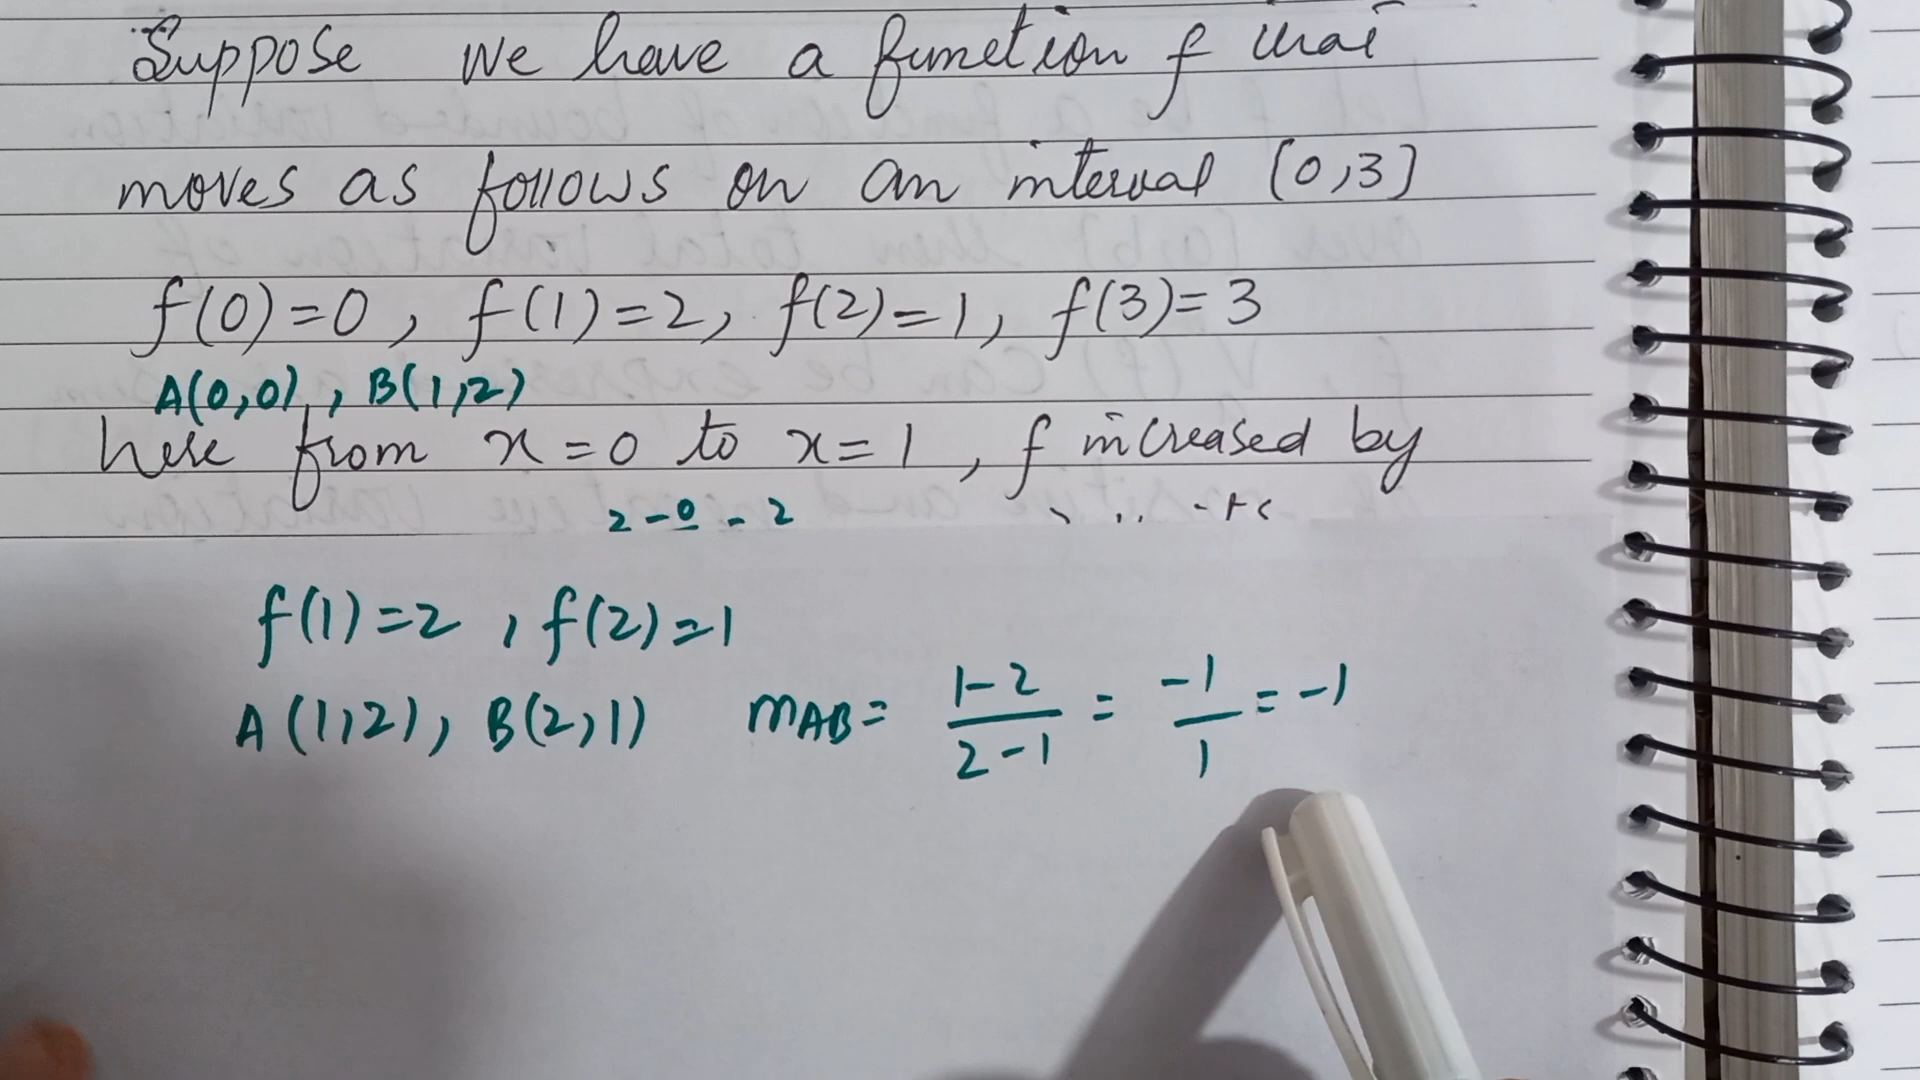 Suppose we have a function f that
moves as follows on an interval [0,3]
f(0)=0, f(1)=2, f(2)=1, f(3)=3
A(0,0), B(1,2)
here from x=0 to x=1, f increased by
2-0 - 2
f(1)=2, f(2)=1
A(1,2), B(2,1) mAB = 1-2 / 2-1 = -1 / 1 = -1